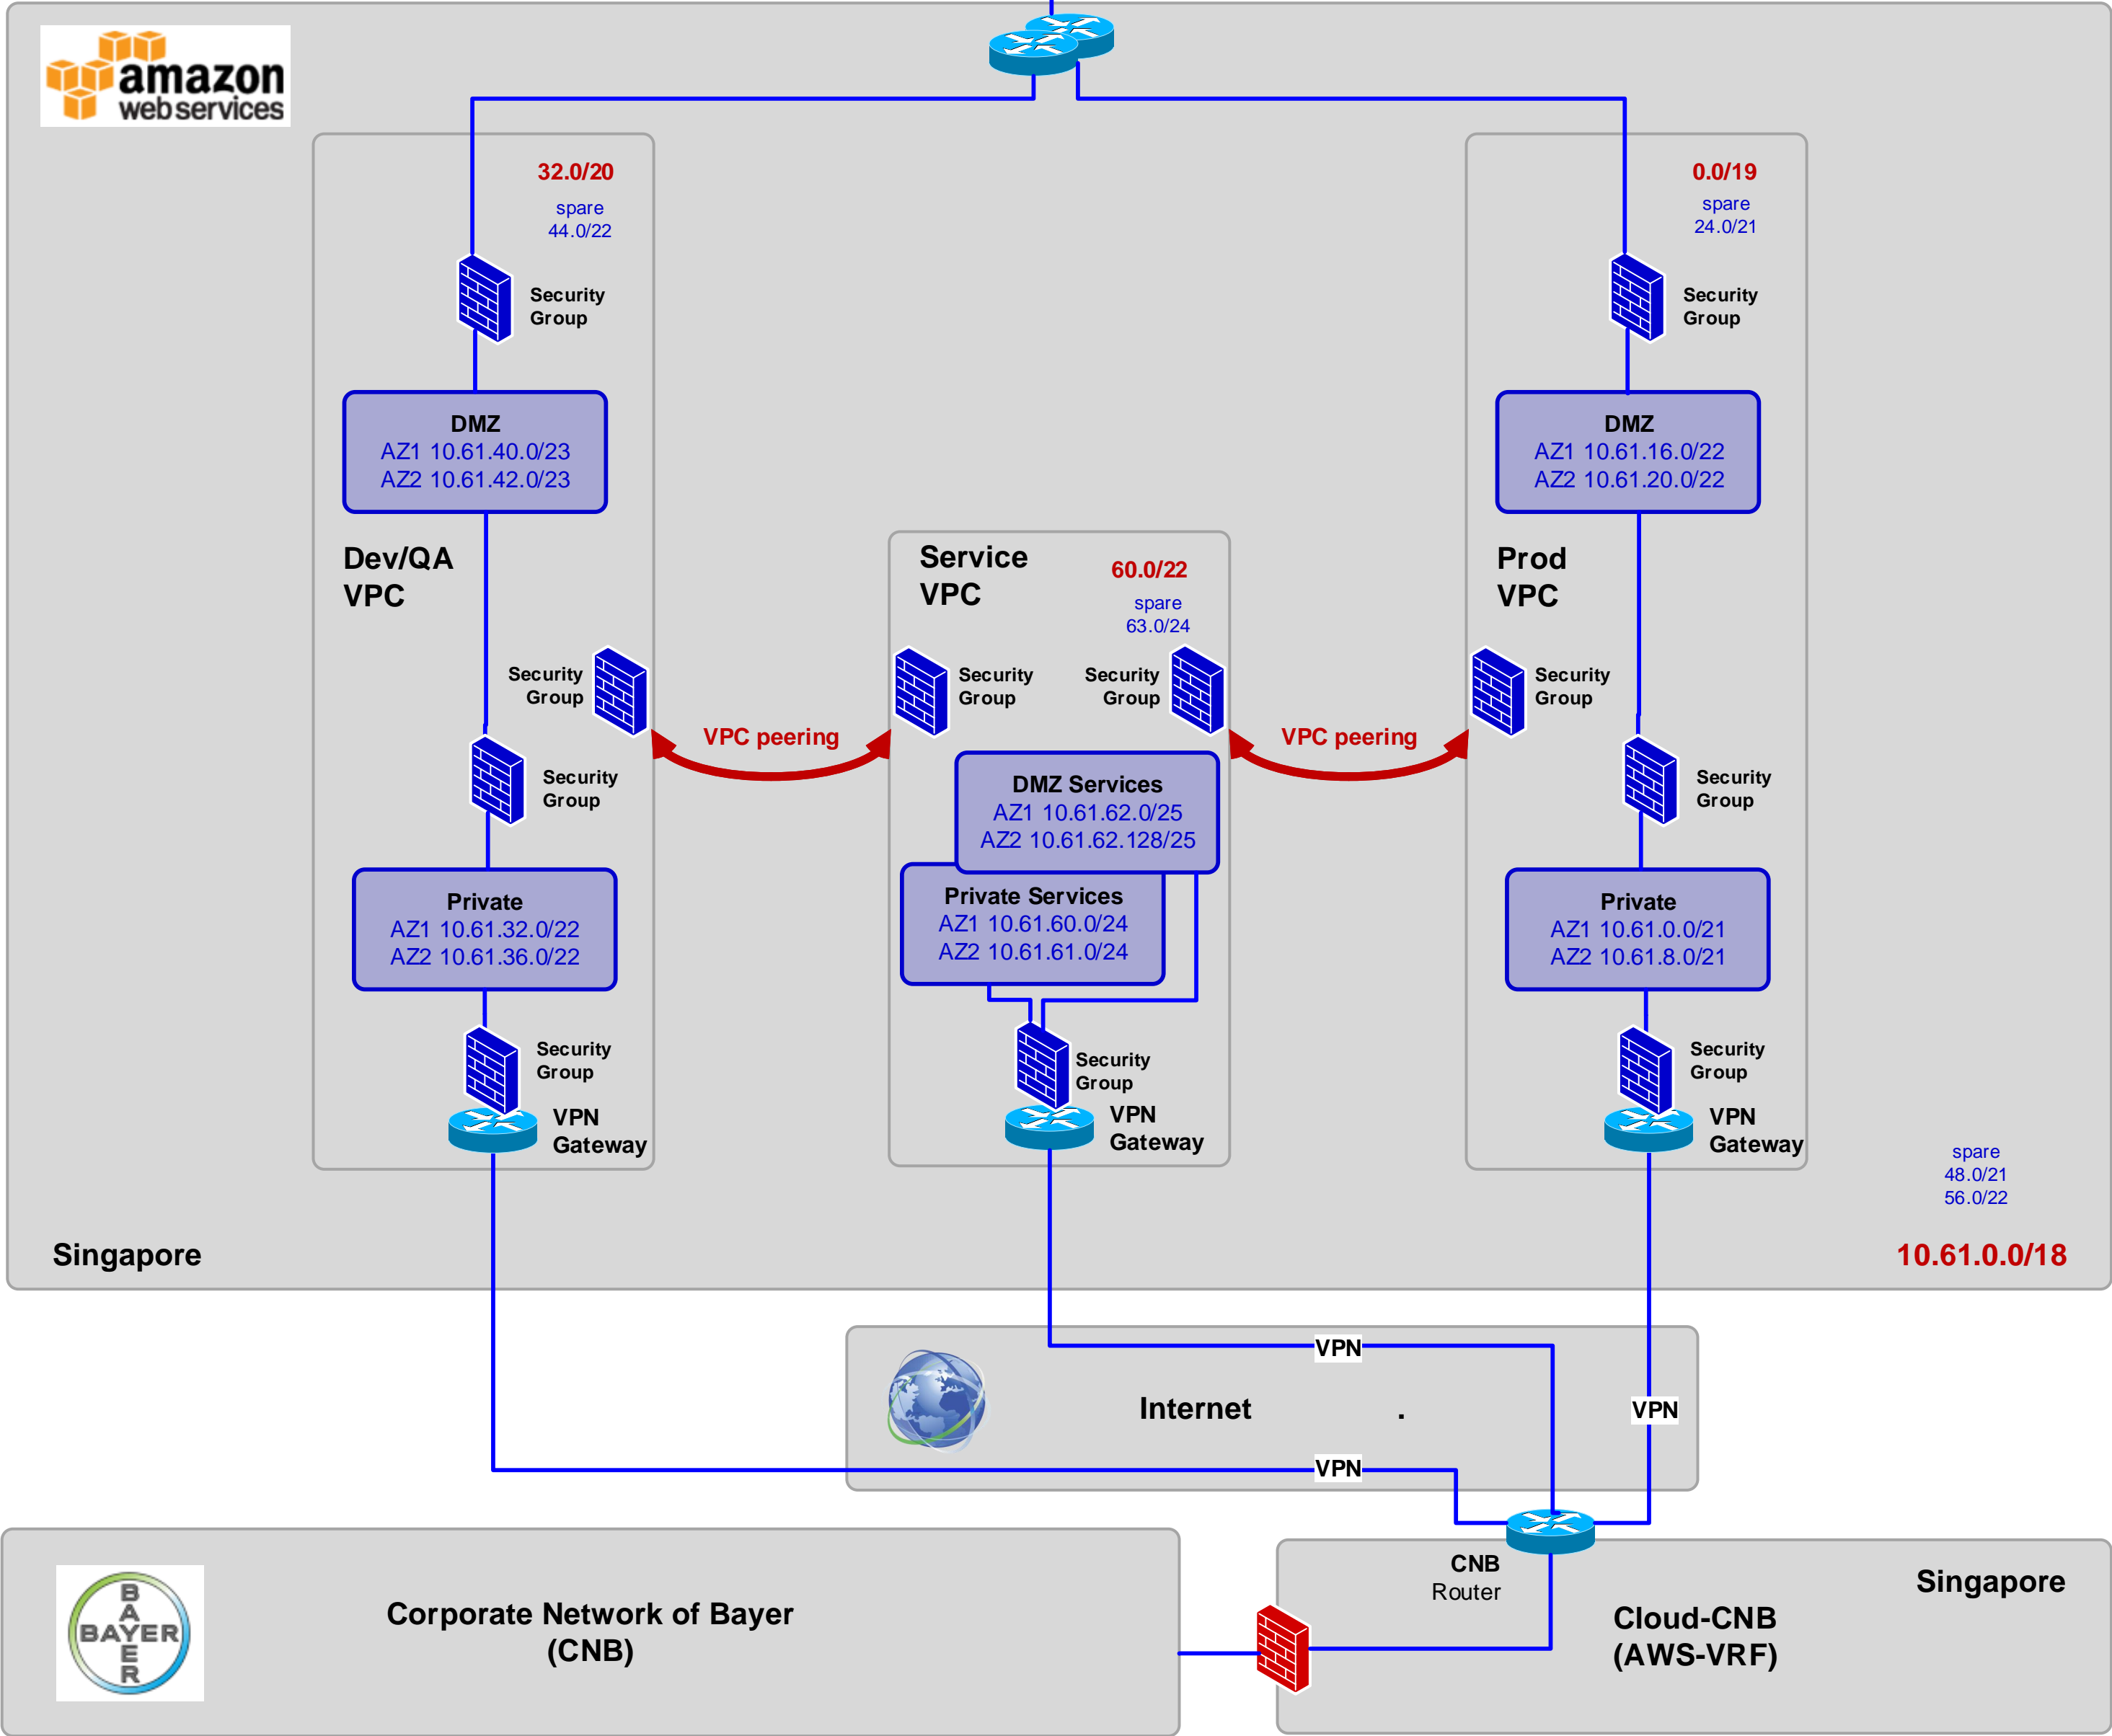 amazon
webservices
32.0/20
spare
44.0/22
Security
Group
DMZ
AZ1 10.61.40.0/23
AZ2 10.61.42.0/23
Dev/QA
VPC
Security
Group
Security
Group
Private
AZ1 10.61.32.0/22
AZ2 10.61.36.0/22
Security
Group
VPN
Gateway
VPC peering
Service
VPC
60.0/22
spare
63.0/24
Security
Group
Security
Group
DMZ Services
AZ1 10.61.62.0/25
AZ2 10.61.62.128/25
Private Services
AZ1 10.61.60.0/24
AZ2 10.61.61.0/24
Security
Group
VPN
Gateway
VPC peering
0.0/19
spare
24.0/21
Security
Group
DMZ
AZ1 10.61.16.0/22
AZ2 10.61.20.0/22
Prod
VPC
Security
Group
Security
Group
Private
AZ1 10.61.0.0/21
AZ2 10.61.8.0/21
Security
Group
VPN
Gateway
spare
48.0/21
56.0/22
Singapore
10.61.0.0/18
VPN
Internet .
VPN
VPN
BAYER
BAYER
Corporate Network of Bayer
(CNB)
CNB
Router
Singapore
Cloud-CNB
(AWS-VRF)